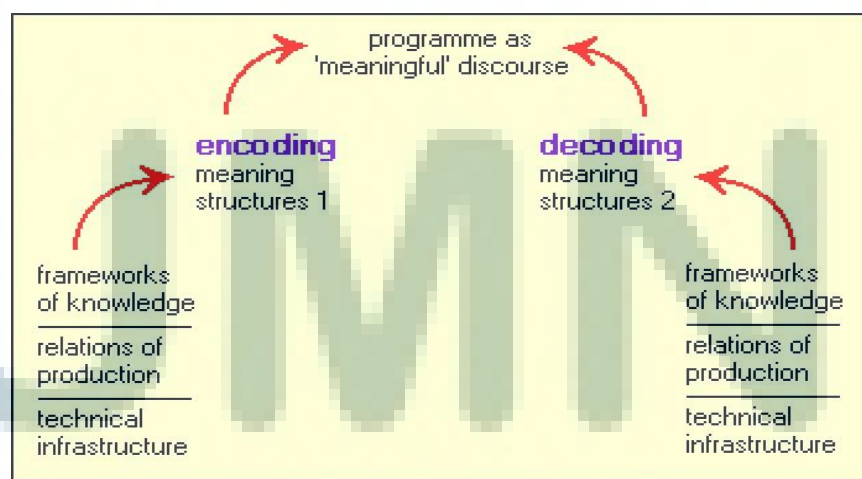 programme as
'meaningful' discourse
encoding
meaning
structures 1
decoding
meaning
structures 2
frameworks
of knowledge
relations of
production
technical
infrastructure
frameworks
of knowledge
relations of
production
technical
infrastructure
JMN